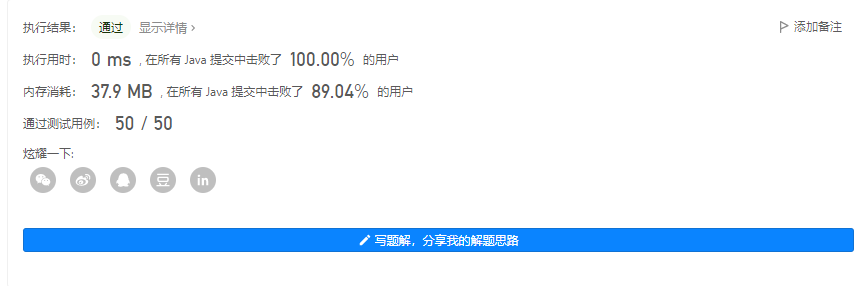 执行结果： 通过 显示详情 › 添加备注
执行用时： 0 ms ，在所有 Java 提交中击败了 100.00% 的用户
内存消耗： 37.9 MB ，在所有 Java 提交中击败了 89.04% 的用户
通过测试用例： 50 / 50
炫耀一下:
豆 in
写题解，分享我的解题思路